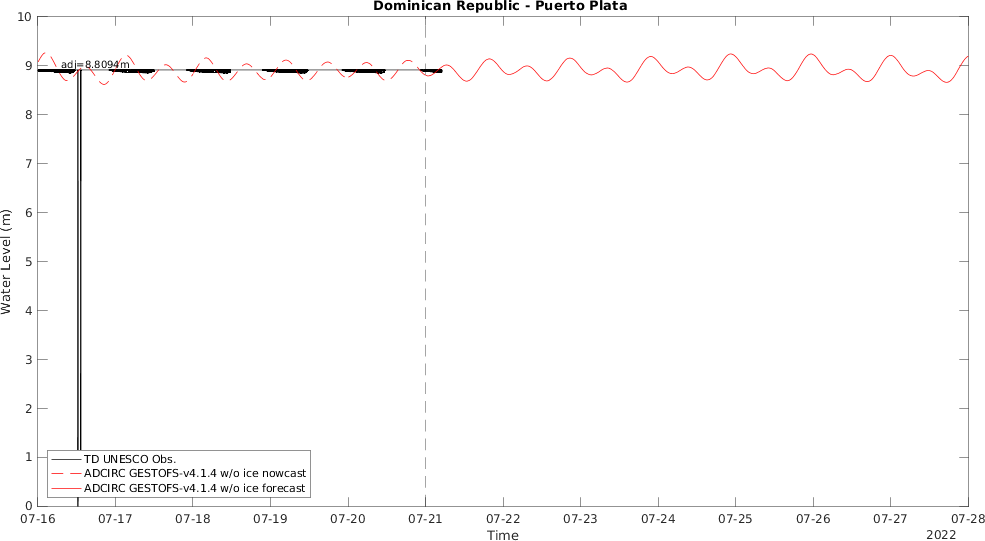 Dominican Republic - Puerto Plata
10
9
8
7
6
5
4
3
2
1
0
Water Level (m)
adj=8.8094m
TD UNESCO Obs.
ADCIRC GESTOFS-v4.1.4 w/o ice nowcast
ADCIRC GESTOFS-v4.1.4 w/o ice forecast
07-16 07-17 07-18 07-19 07-20 07-21 07-22 07-23 07-24 07-25 07-26 07-27 07-28
Time
2022